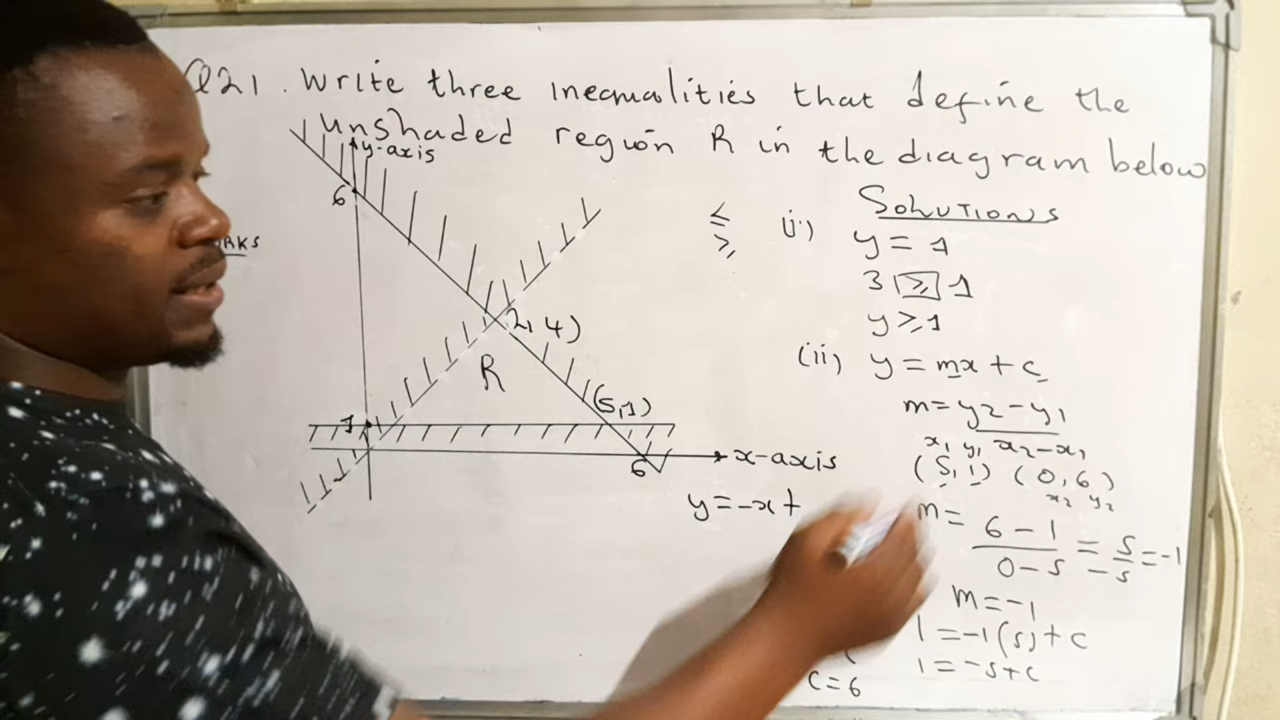 Q21. Write three inequalities that define the
unshaded region R in the diagram below
y-axis
6
ARKS
2, 4)
R
(5,1)
1
x-axis
6
y=-x+
≤
≥,
Solutions
(i) y = 1
3 ≥ 1
y ≥ 1
(ii) y = mx + c
m = y2 - y1
x2 - x1
x1 y1
(5, 1) (0, 6)
x2 y2
m = 6 - 1 = 5 = -1
0 - 5 -5
m = -1
1 = -1(5) + c
1 = -5 + c
c = 6